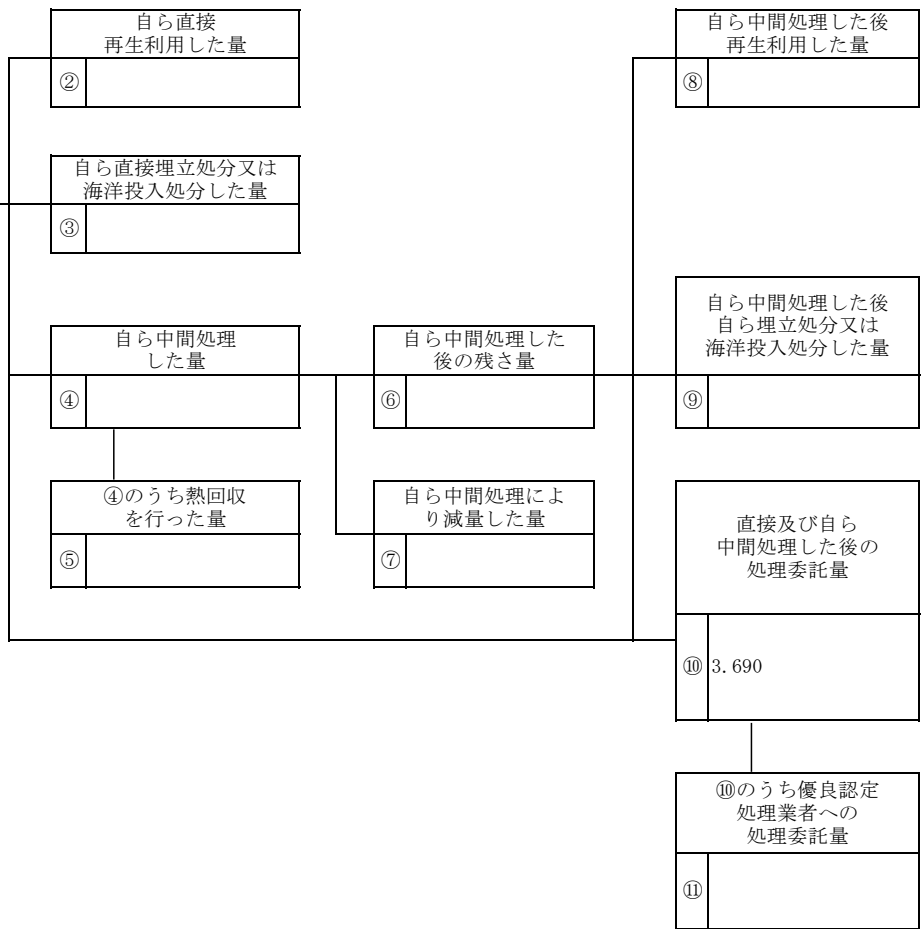 自ら直接
再生利用した量
②
自ら中間処理した後
再生利用した量
⑧
自ら直接埋立処分又は
海洋投入処分した量
③
自ら中間処理した後
自ら埋立処分又は
海洋投入処分した量
⑨
自ら中間処理
した量
④
自ら中間処理した
後の残さ量
⑥
④のうち熱回収
を行った量
⑤
自ら中間処理によ
り減量した量
⑦
直接及び自ら
中間処理した後の
処理委託量
⑩ 3.690
⑩のうち優良認定
処理業者への
処理委託量
⑪